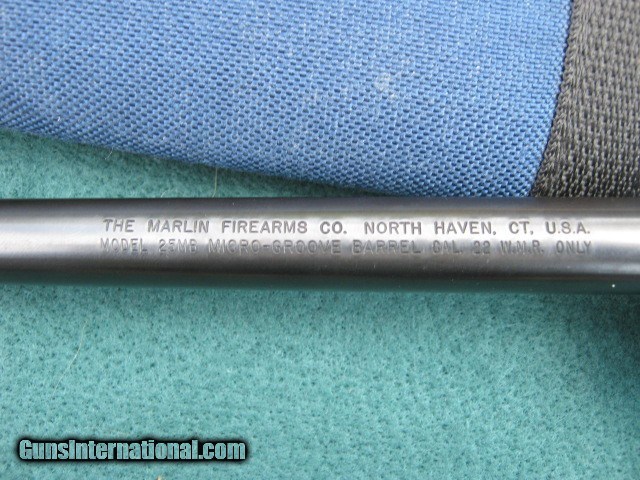 THE MARLIN FIREARMS CO. NORTH HAVEN, CT. U.S.A.
MODEL 25MB MICRO-GROOVE BARREL CAL. 22 W.M.R. ONLY
GunsInternational.com